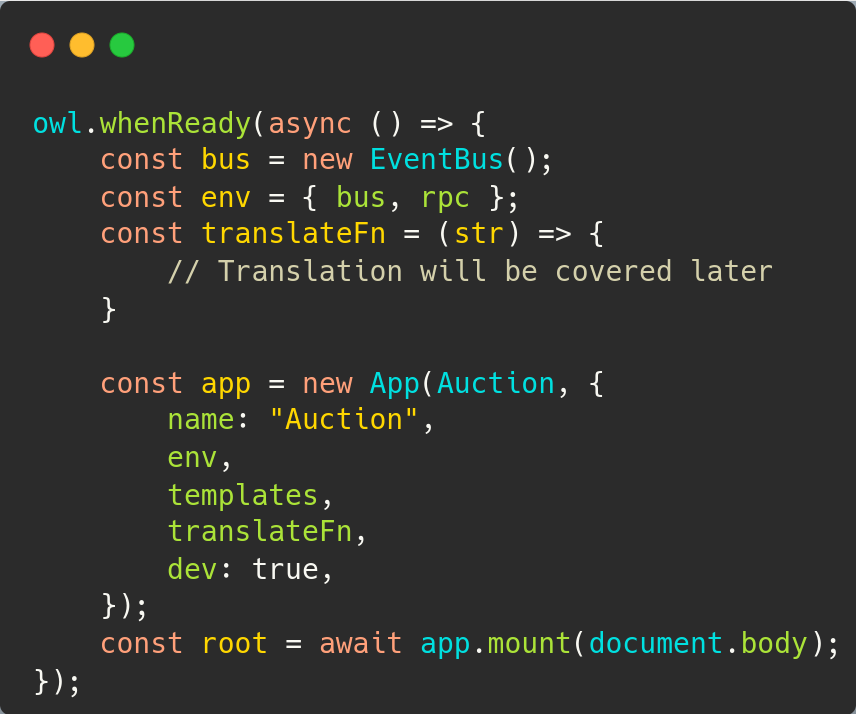 owl.whenReady(async () => {
    const bus = new EventBus();
    const env = { bus, rpc };
    const translateFn = (str) => {
        // Translation will be covered later
    }

    const app = new App(Auction, {
        name: "Auction",
        env,
        templates,
        translateFn,
        dev: true,
    });
    const root = await app.mount(document.body);
});